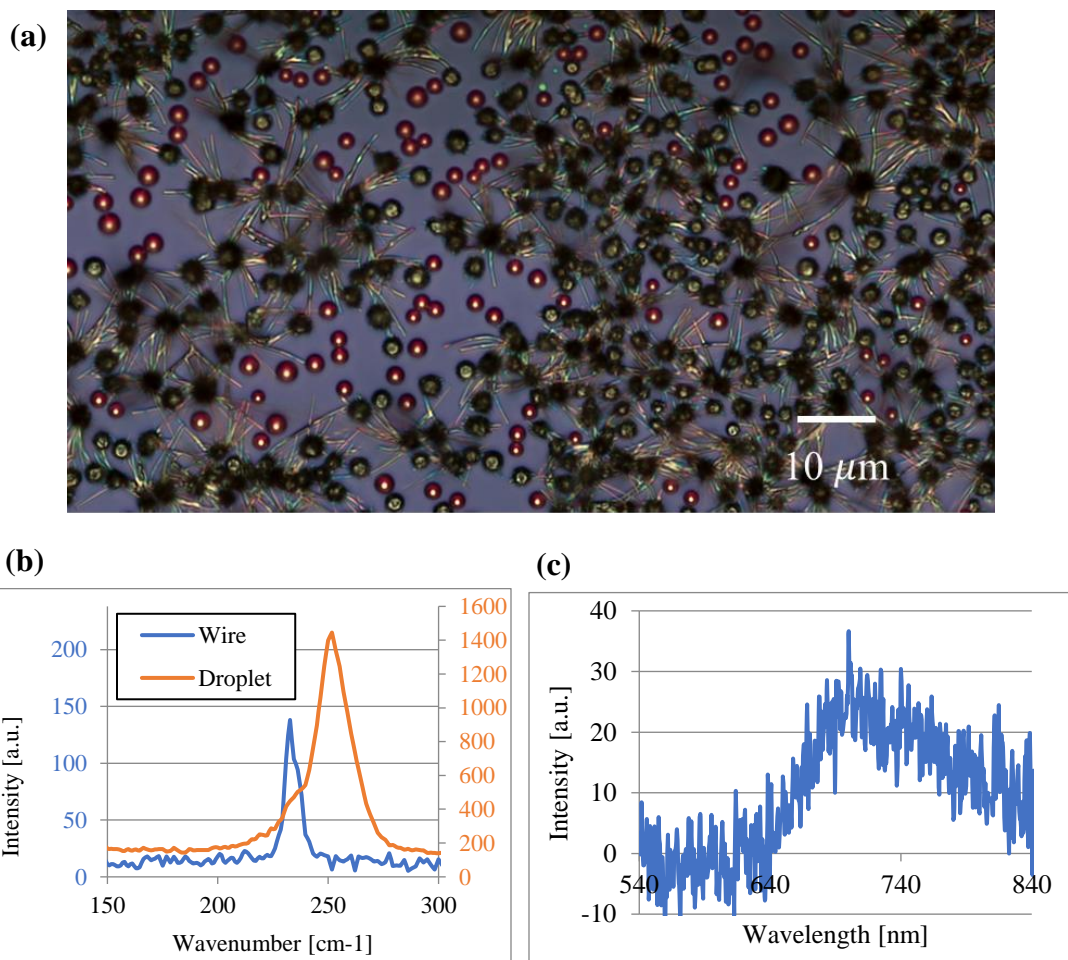 (a)
10 μm
(b)
(c)
Wire
Droplet
200
150
100
50
0
1600
1400
1200
1000
800
600
400
200
0
150 200 250 300
Intensity [a.u.]
Wavenumber [cm-1]
40
30
20
10
0
-10
540 640 740 840
Intensity [a.u.]
Wavelength [nm]